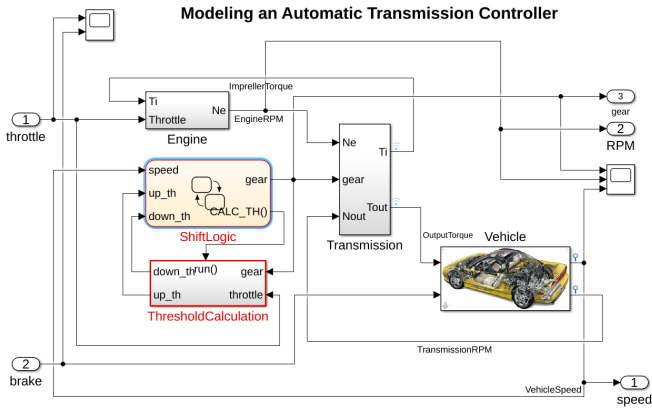 Modeling an Automatic Transmission Controller
ImprellerTorque
1
throttle
Ti
Throttle
Ne
Engine
EngineRPM
3
gear
2
RPM
speed
up_th
down_th
gear
CALC_TH()
ShiftLogic
Ne
gear
Nout
Ti
Tout
Transmission
OutputTorque
Vehicle
run()
down_th
up_th
gear
throttle
ThresholdCalculation
TransmissionRPM
2
brake
VehicleSpeed
1
speed